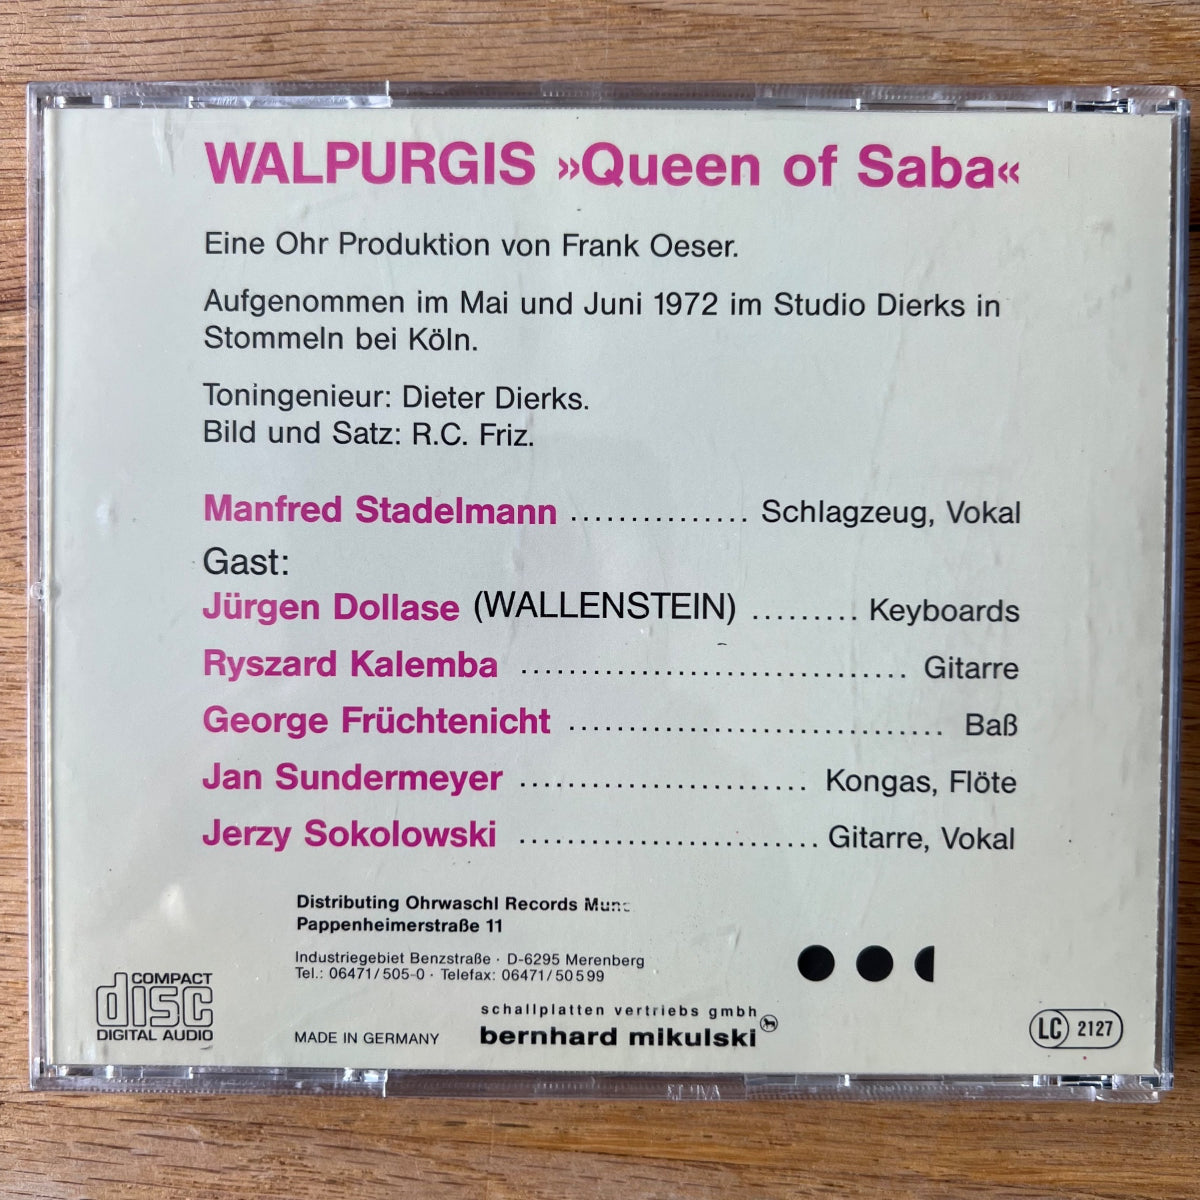 WALPURGIS »Queen of Saba«
Eine Ohr Produktion von Frank Oeser.
Aufgenommen im Mai und Juni 1972 im Studio Dierks in
Stommeln bei Köln.
Toningenieur: Dieter Dierks.
Bild und Satz: R.C. Friz.
Manfred Stadelmann ............... Schlagzeug, Vokal
Gast:
Jürgen Dollase (WALLENSTEIN) ......... Keyboards
Ryszard Kalemba ................................ Gitarre
George Früchtenicht ............................... Baß
Jan Sundermeyer ........................ Kongas, Flöte
Jerzy Sokolowski ......................... Gitarre, Vokal
Distributing Ohrwaschl Records
Pappenheimerstraße 11
Industriegebiet Benzstraße · D-6295 Merenberg
Tel.: 06471/505-0 · Telefax: 06471/50599
COMPACT
disc
DIGITAL AUDIO
MADE IN GERMANY
schallplatten vertriebs gmbh
bernhard mikulski
LC 2127